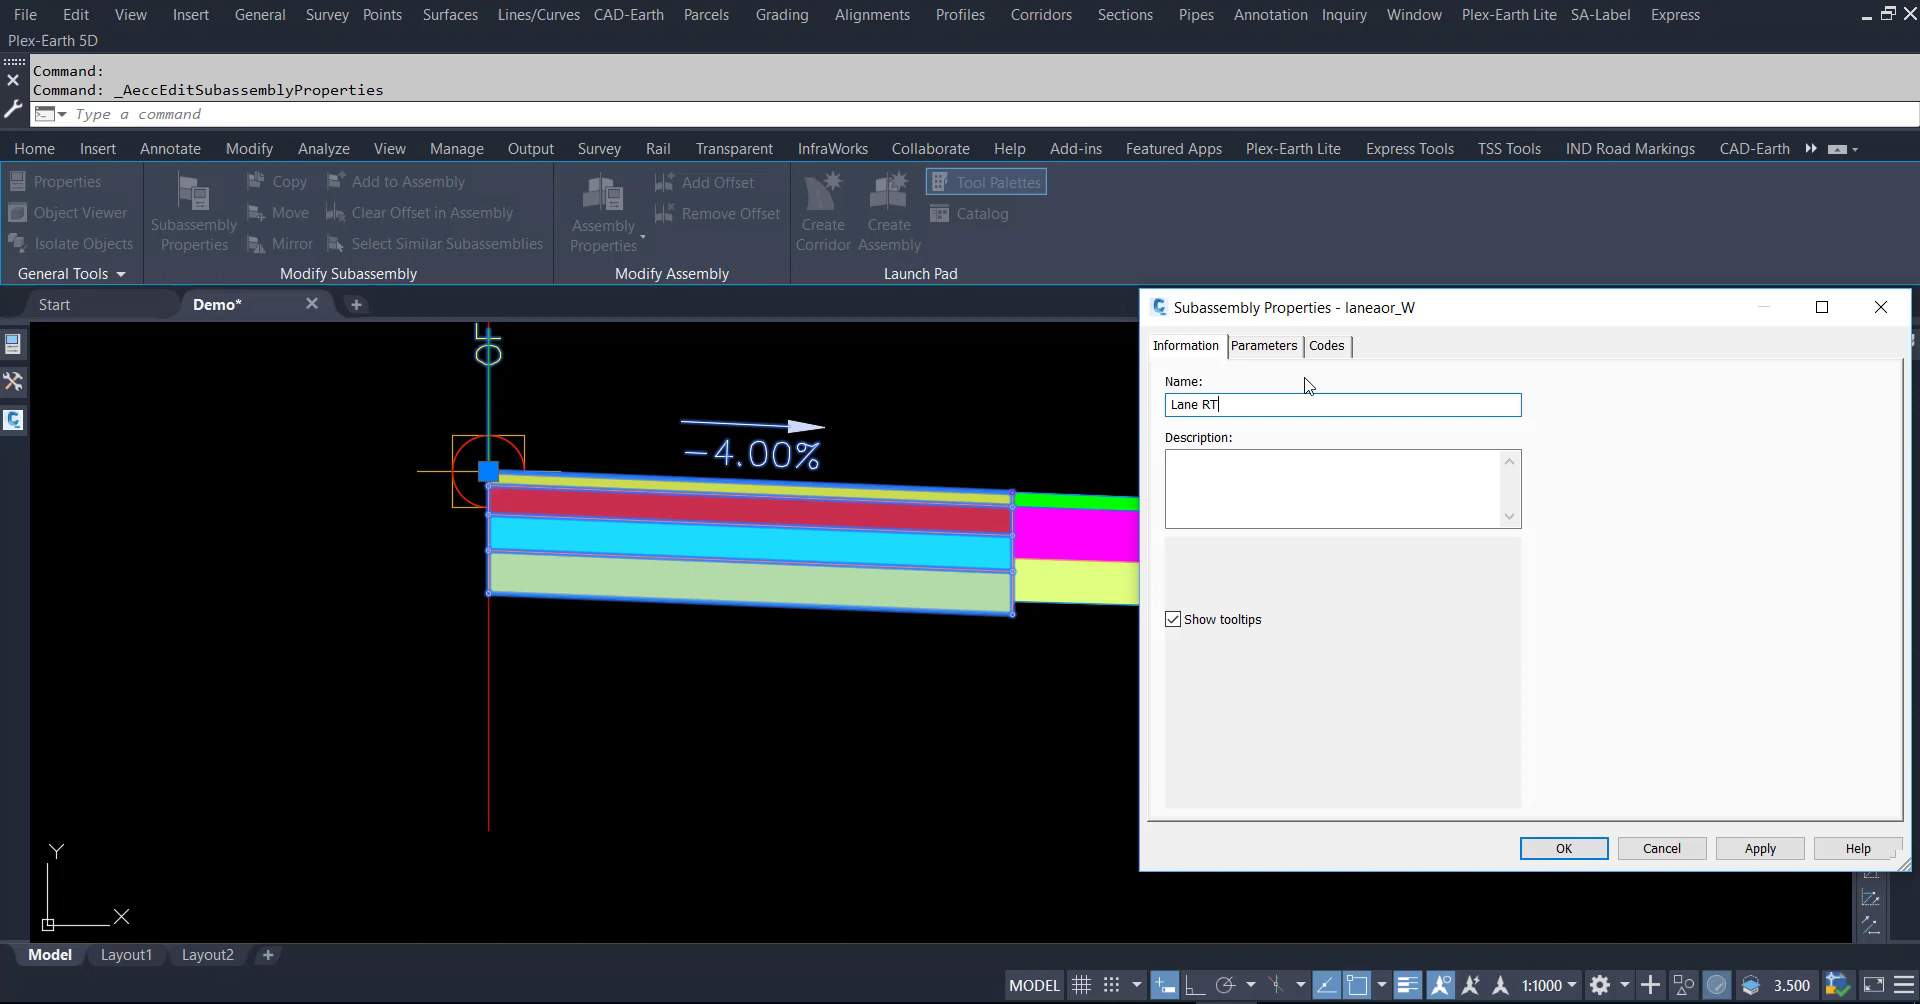 File Edit View Insert General Survey Points Surfaces Lines/Curves CAD-Earth Parcels Grading Alignments Profiles Corridors Sections Pipes Annotation Inquiry Window Plex-Earth Lite SA-Label Express
Plex-Earth 5D
Command:
Command: _AeccEditSubassemblyProperties
Type a command
Home Insert Annotate Modify Analyze View Manage Output Survey Rail Transparent InfraWorks Collaborate Help Add-ins Featured Apps Plex-Earth Lite Express Tools TSS Tools IND Road Markings CAD-Earth
Properties Copy Add to Assembly Add Offset Tool Palettes
Object Viewer Subassembly Properties Move Clear Offset in Assembly Assembly Properties Remove Offset Create Corridor Create Assembly Catalog
Isolate Objects Mirror Select Similar Subassemblies
General Tools Modify Subassembly Modify Assembly Launch Pad
Start Demo*
Subassembly Properties - laneaor_W
Information Parameters Codes
Name:
Lane RT
Description:
-4.00%
Show tooltips
OK Cancel Apply Help
Y
X
Model Layout1 Layout2
MODEL 1:1000 3.500